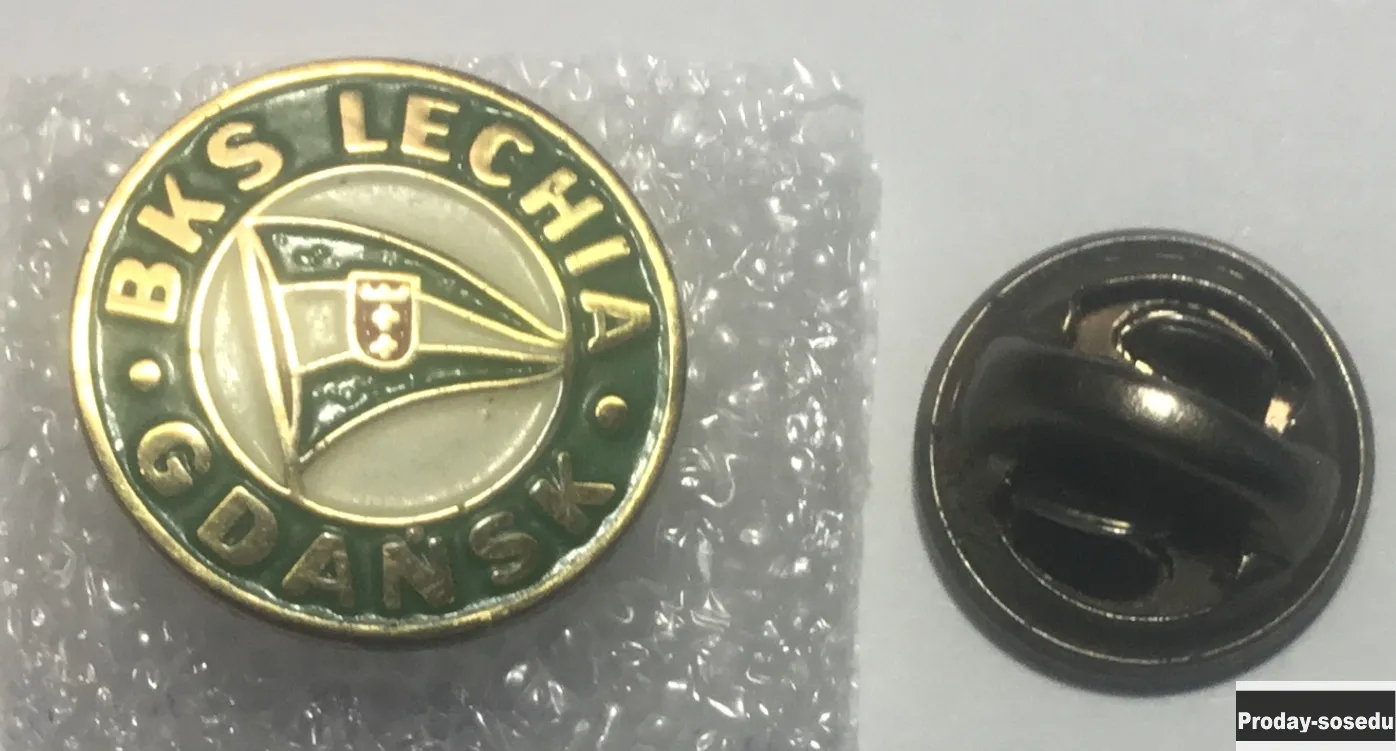 BKS LECHIA
GDAŃSK
Proday-sosedu